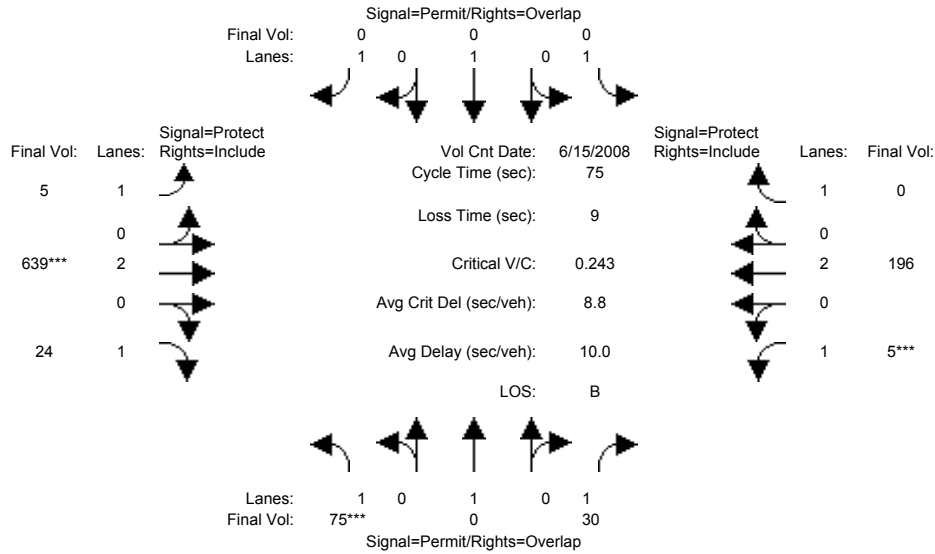 Signal=Permit/Rights=Overlap
Final Vol: 0 0 0
Lanes: 1 0 1 0 1
Signal=Protect Signal=Protect
Final Vol: Lanes: Rights=Include Vol Cnt Date: 6/15/2008 Rights=Include Lanes: Final Vol:
Cycle Time (sec): 75
5 1 1 0
Loss Time (sec): 9
0 0
639*** 2 Critical V/C: 0.243 2 196
0 Avg Crit Del (sec/veh): 8.8 0
24 1 Avg Delay (sec/veh): 10.0 1 5***
LOS: B
Lanes: 1 0 1 0 1
Final Vol: 75*** 0 30
Signal=Permit/Rights=Overlap